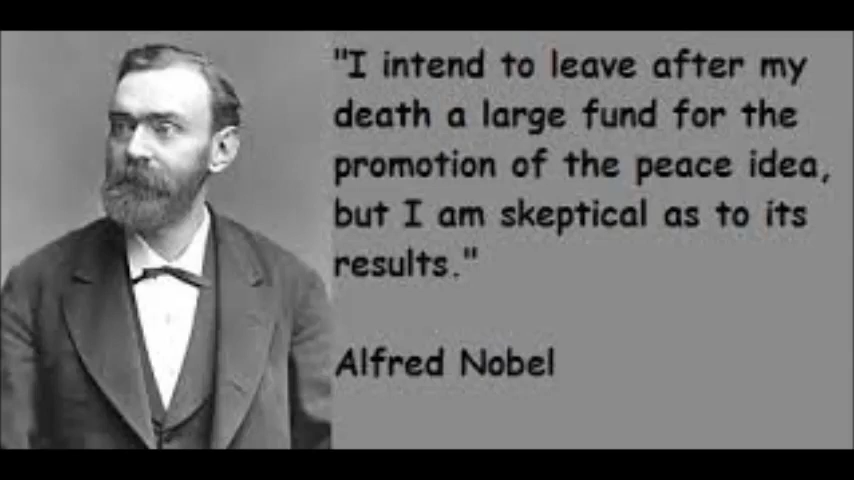 "I intend to leave after my
death a large fund for the
promotion of the peace idea,
but I am skeptical as to its
results."
Alfred Nobel